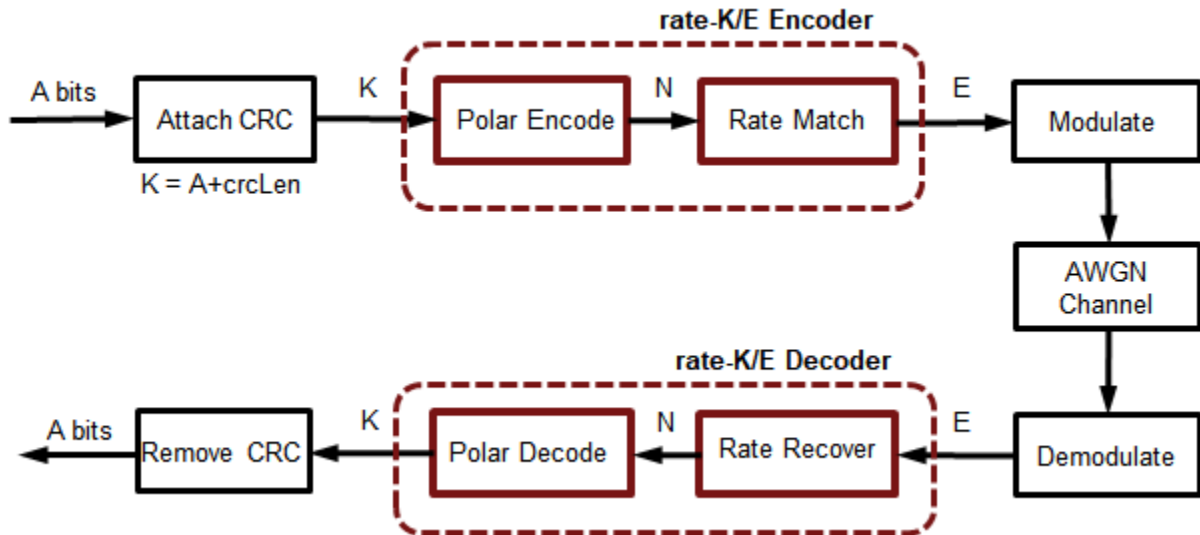 rate-K/E Encoder
A bits
Attach CRC
K
Polar Encode
N
Rate Match
E
Modulate
K = A+crcLen
AWGN
Channel
rate-K/E Decoder
A bits
Remove CRC
K
Polar Decode
N
Rate Recover
E
Demodulate